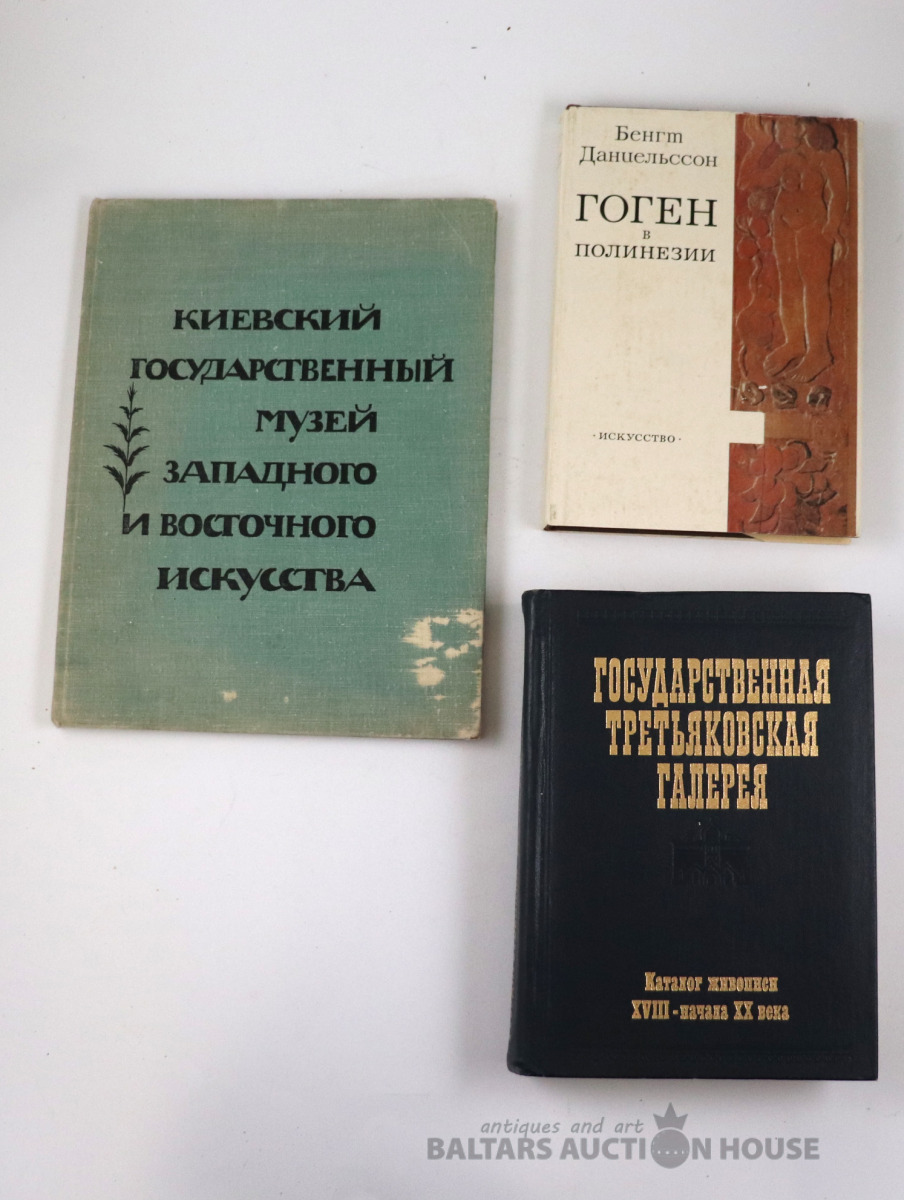 КИЕВСКИЙ
ГОСУДАРСТВЕННЫЙ
МУЗЕЙ
ЗАПАДНОГО
И ВОСТОЧНОГО
ИСКУССТВА
Бенгт
Даниельссон
ГОГЕН
В
ПОЛИНЕЗИИ
·ИСКУССТВО·
ГОСУДАРСТВЕННАЯ
ТРЕТЬЯКОВСКАЯ
ГАЛЕРЕЯ
Каталог живописи
XVIII - начала XX века
antiques and art
BALTARS AUCTION HOUSE